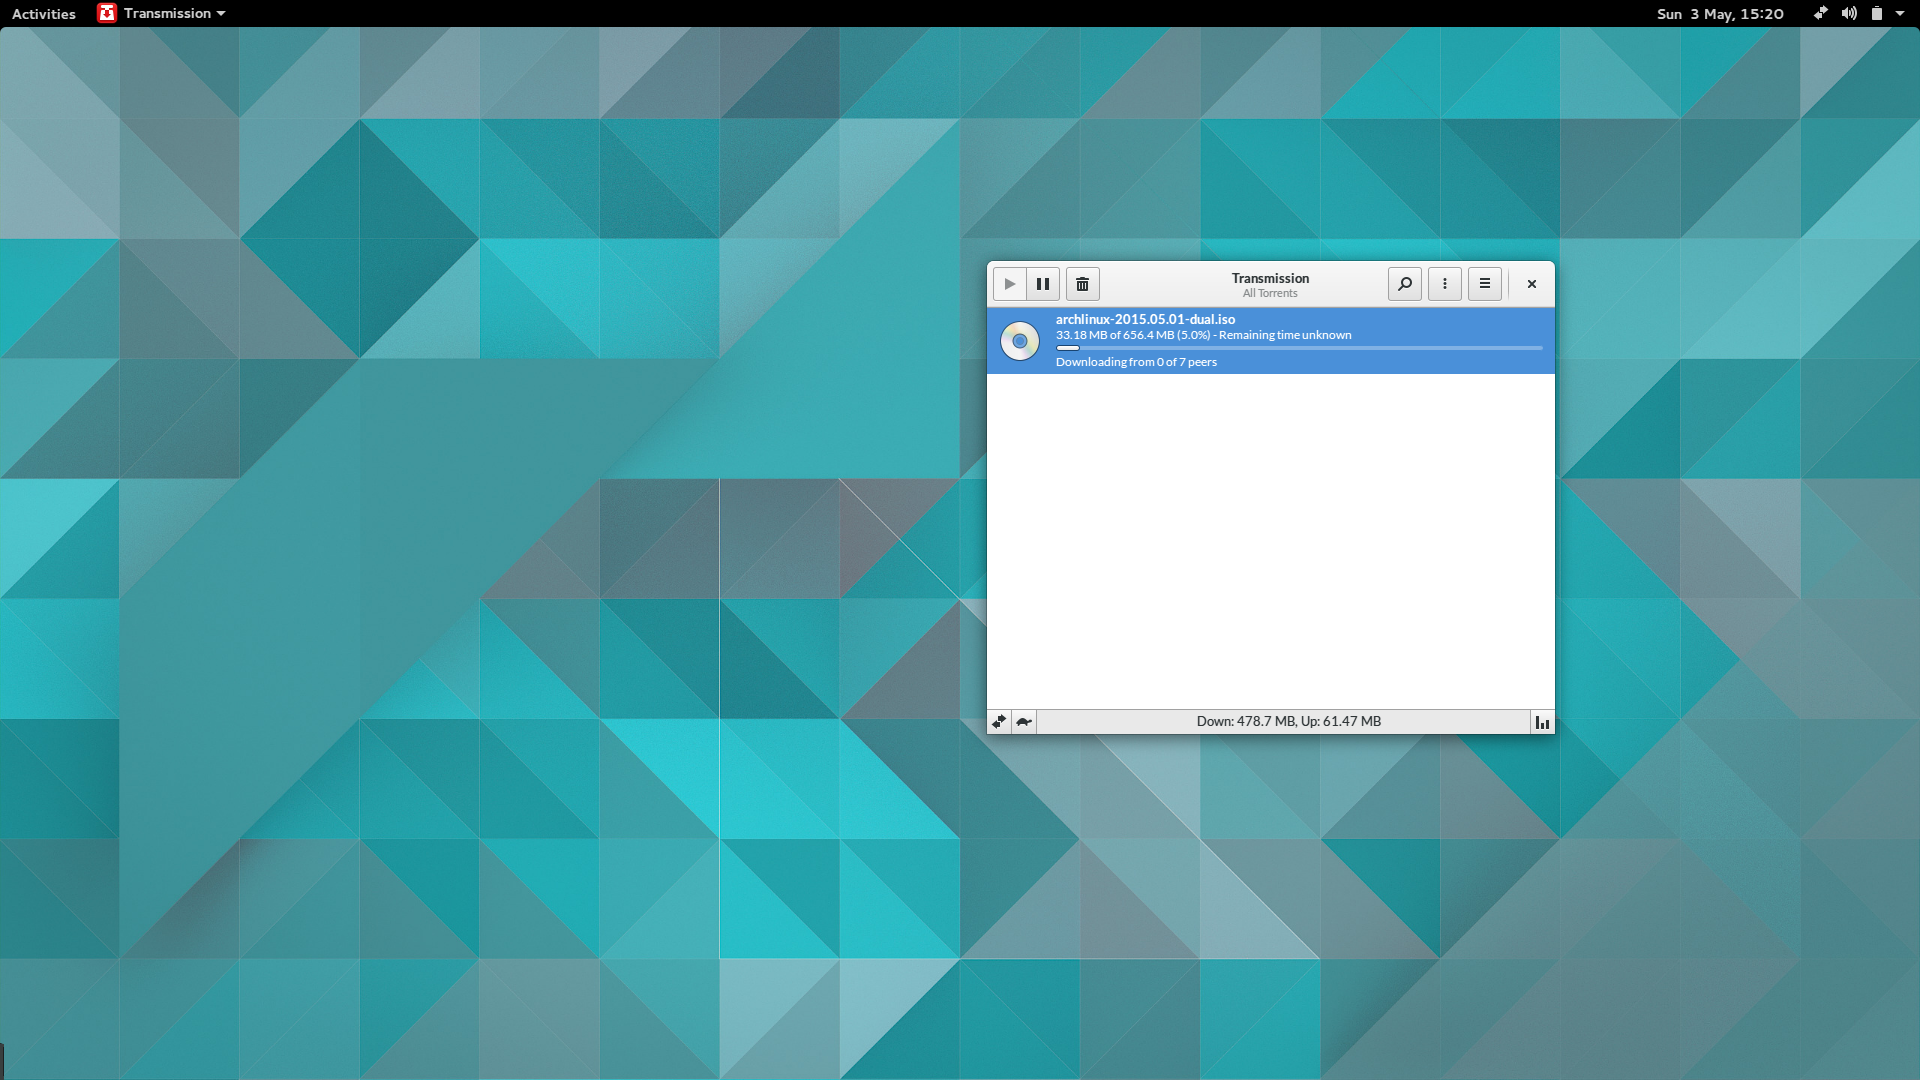 Activities
Transmission
Sun 3 May, 15:20
Transmission
All Torrents
archlinux-2015.05.01-dual.iso
33.18 MB of 656.4 MB (5.0%) - Remaining time unknown
Downloading from 0 of 7 peers
Down: 478.7 MB, Up: 61.47 MB